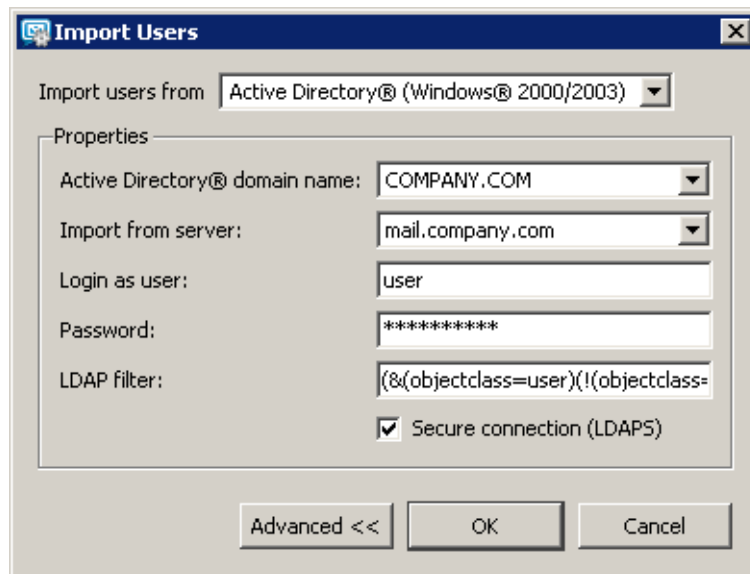 Import Users
Import users from Active Directory® (Windows® 2000/2003)
Properties
Active Directory® domain name: COMPANY.COM
Import from server: mail.company.com
Login as user: user
Password: **********
LDAP filter: (&(objectclass=user)(!(objectclass=
Secure connection (LDAPS)
Advanced << OK Cancel